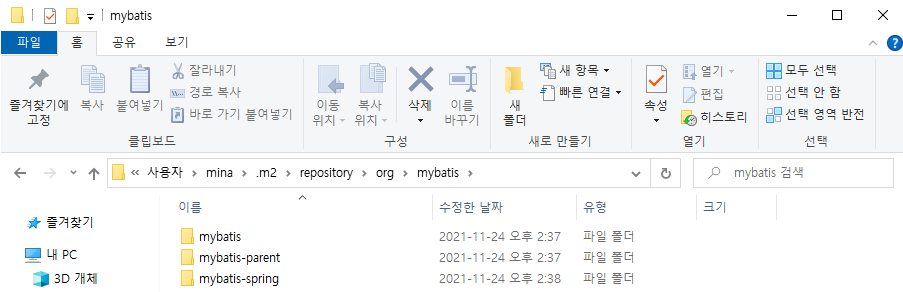 mybatis
파일 홈 공유 보기
즐겨찾기에 고정
복사
붙여넣기
잘라내기
경로 복사
바로 가기 붙여넣기
클립보드
이동 위치
복사 위치
삭제
이름 바꾸기
구성
새 폴더
새 항목
빠른 연결
새로 만들기
속성
열기
편집
히스토리
열기
모두 선택
선택 안 함
선택 영역 반전
선택
« 사용자 > mina > .m2 > repository > org > mybatis >
mybatis 검색
이름 수정한 날짜 유형 크기
즐겨찾기
내 PC
3D 개체
mybatis 2021-11-24 오후 2:37 파일 폴더
mybatis-parent 2021-11-24 오후 2:37 파일 폴더
mybatis-spring 2021-11-24 오후 2:38 파일 폴더